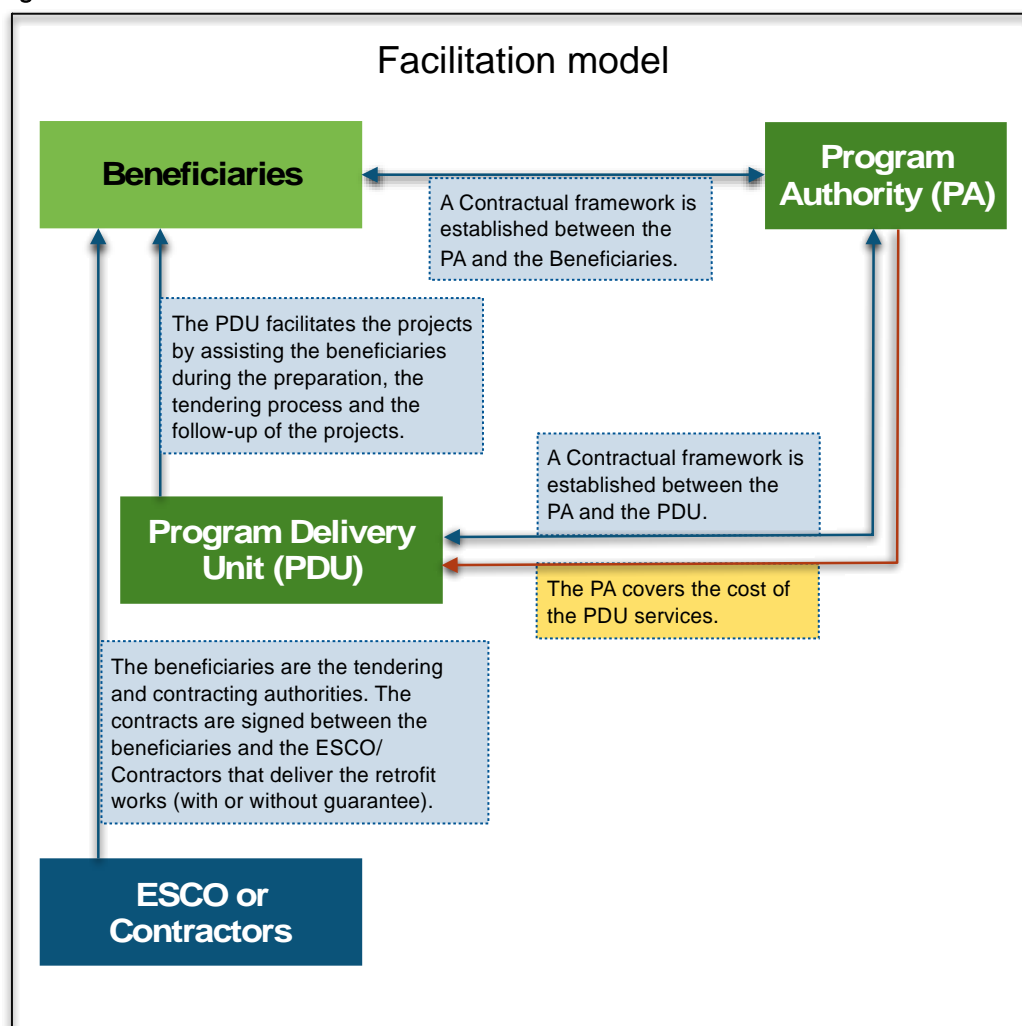 Facilitation model
Beneficiaries
Program
Authority (PA)
A Contractual framework is
established between the
PA and the Beneficiaries.
The PDU facilitates the projects
by assisting the beneficiaries
during the preparation, the
tendering process and the
follow-up of the projects.
A Contractual framework is
established between the
PA and the PDU.
Program Delivery
Unit (PDU)
The PA covers the cost of
the PDU services.
The beneficiaries are the tendering
and contracting authorities. The
contracts are signed between the
beneficiaries and the ESCO/
Contractors that deliver the retrofit
works (with or without guarantee).
ESCO or
Contractors